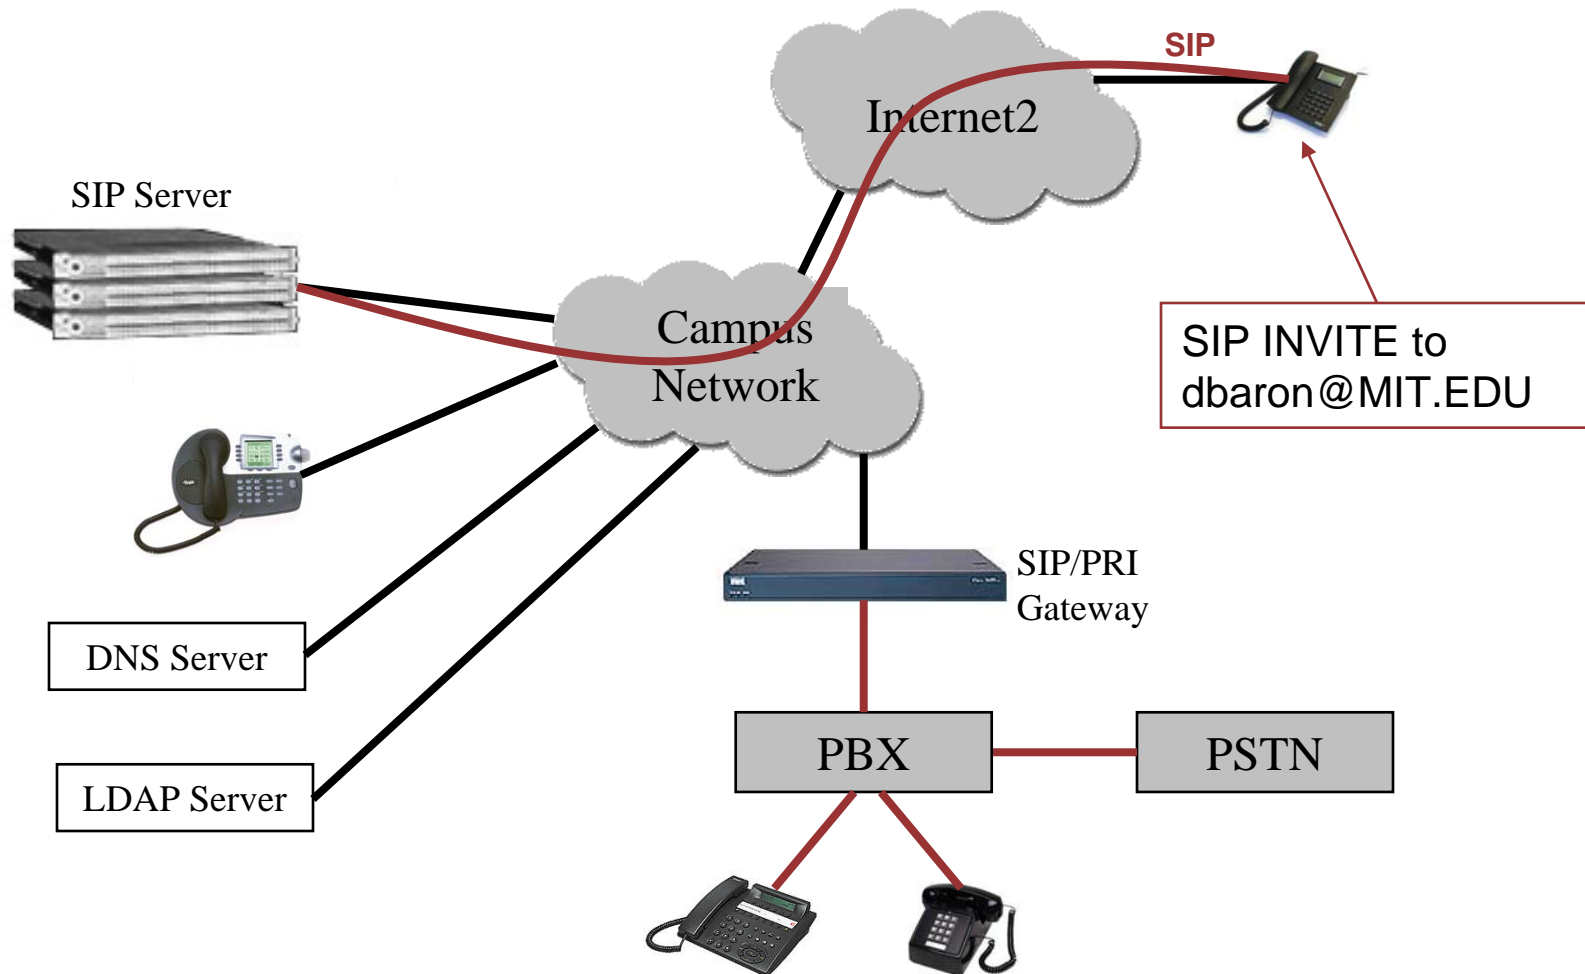 SIP
Internet2
SIP Server
Campus
Network
SIP INVITE to
dbaron@MIT.EDU
SIP/PRI
Gateway
DNS Server
PBX
PSTN
LDAP Server